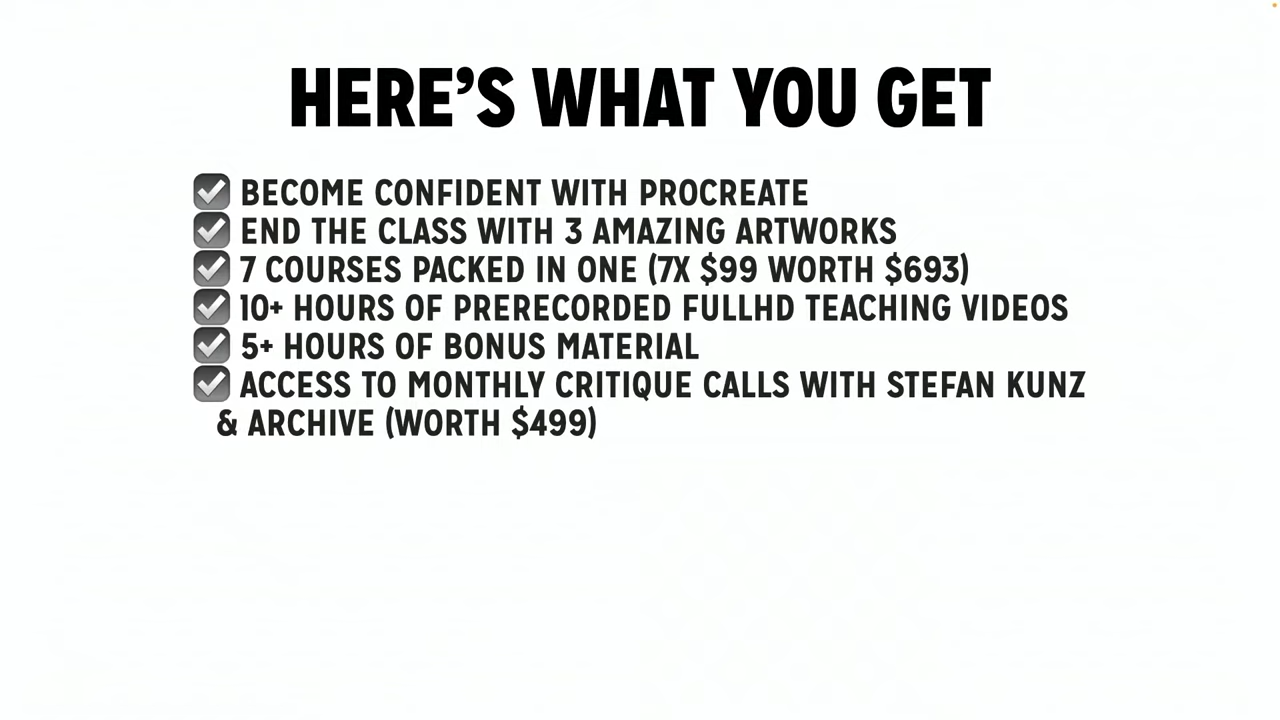 HERE'S WHAT YOU GET
✅ BECOME CONFIDENT WITH PROCREATE
✅ END THE CLASS WITH 3 AMAZING ARTWORKS
✅ 7 COURSES PACKED IN ONE (7X $99 WORTH $693)
✅ 10+ HOURS OF PRERECORDED FULLHD TEACHING VIDEOS
✅ 5+ HOURS OF BONUS MATERIAL
✅ ACCESS TO MONTHLY CRITIQUE CALLS WITH STEFAN KUNZ
& ARCHIVE (WORTH $499)